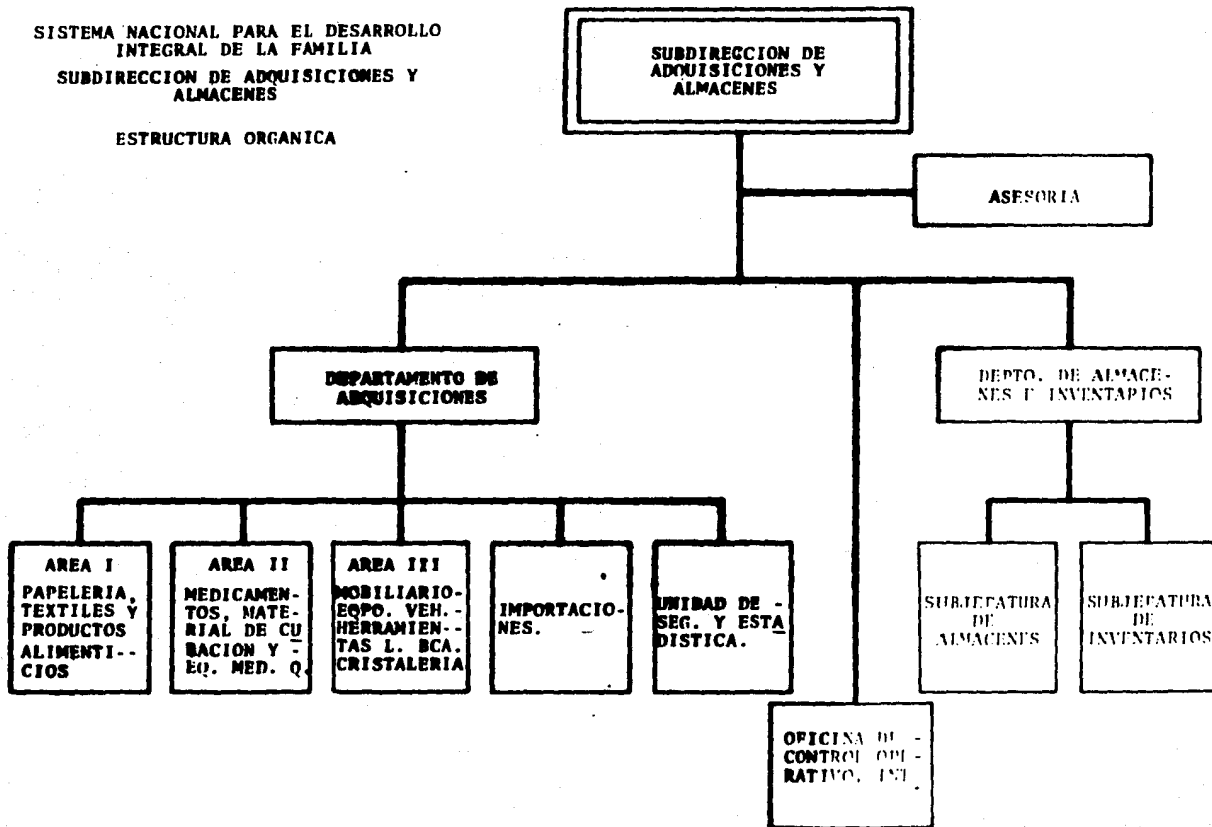 SISTEMA NACIONAL PARA EL DESARROLLO
INTEGRAL DE LA FAMILIA
SUBDIRECCION DE ADQUISICIONES Y
ALMACENES
ESTRUCTURA ORGANICA
SUBDIRECCION DE
ADQUISICIONES Y
ALMACENES
ASESORIA
DEPARTAMENTO DE
ADQUISICIONES
DEPTO. DE ALMACE-
NES E INVENTARIOS
AREA I
PAPELERIA,
TEXTILES Y
PRODUCTOS
ALIMENTI--
CIOS
AREA II
MEDICAMEN-
TOS, MATE-
RIAL DE CU
RACION Y -
EQ. MED. Q.
AREA III
MOBILIARIO-
EQPO. VEH.-
HERRAMIEN--
TAS L. BCA.
CRISTALERIA
IMPORTACIO-
NES.
UNIDAD DE -
SEG. Y ESTA
DISTICA.
SUBJEFATURA
DE
ALMACENES
SUBJEFATURA
DE
INVENTARIOS
OFICINA DE -
CONTROL OPE-
RATIVO. INT